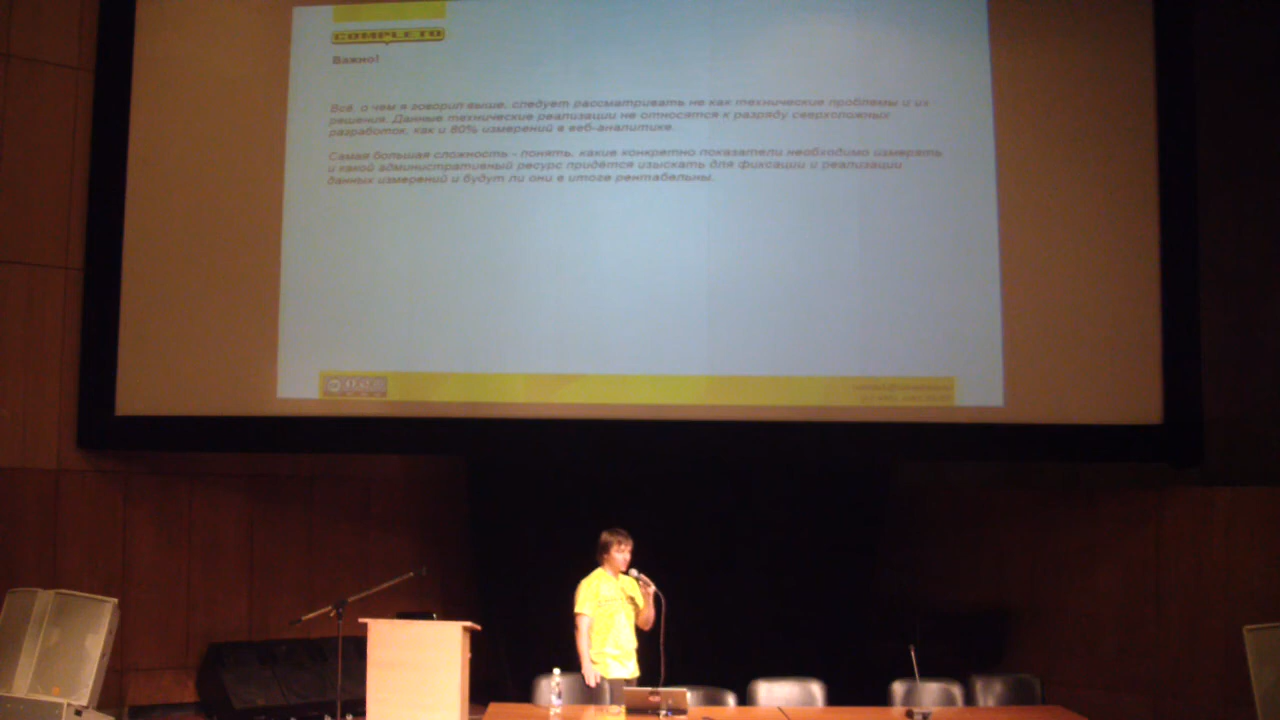 COMPLETO
Важно!
Всё, о чем я говорил выше, следует рассматривать не как технические проблемы и их
решения. Данные технические реализации не относятся к разряду сверхсложных
разработок, как и 80% измерений в веб-аналитике.
Самая большая сложность - понять, какие конкретно показатели необходимо измерять
и какой административный ресурс придётся изыскать для фиксации и реализации
данных измерений и будут ли они в итоге рентабельны.